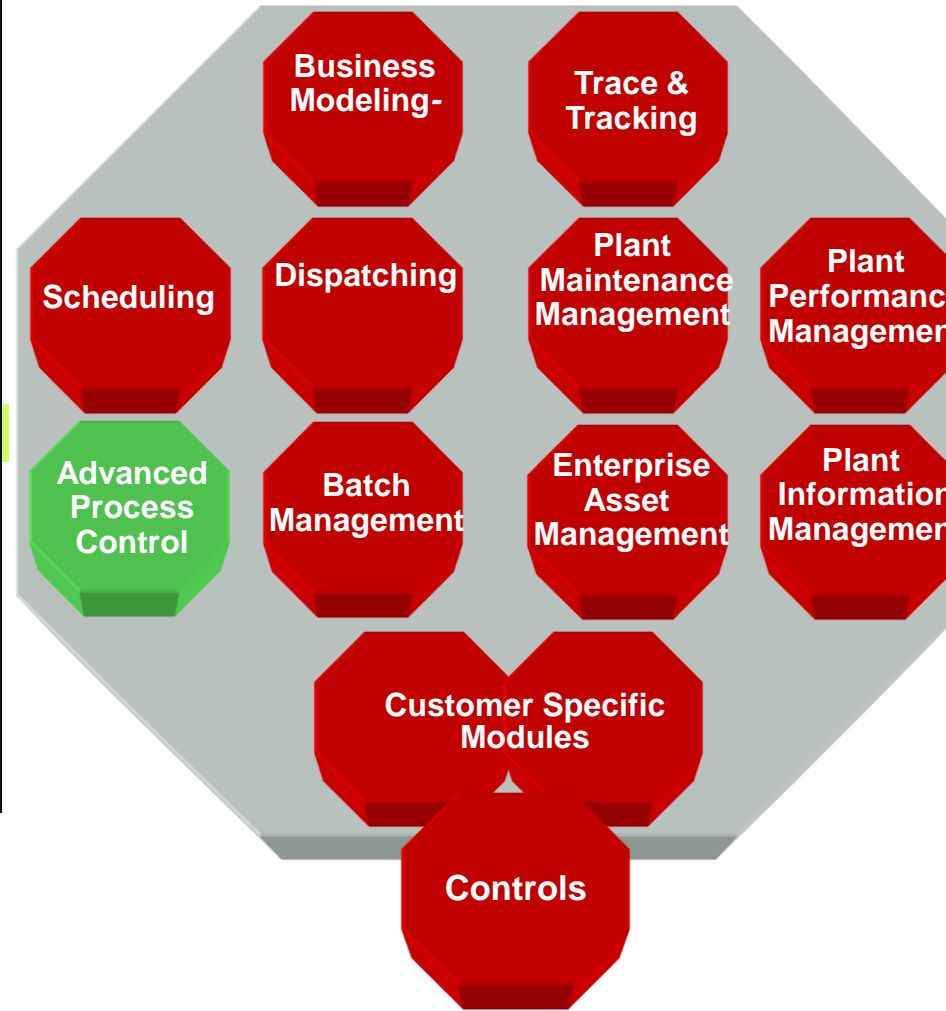 Business
Modeling-
Trace &
Tracking
Scheduling
Dispatching
Plant
Maintenance
Management
Plant
Performanc
Managemen
Advanced
Process
Control
Batch
Management
Enterprise
Asset
Management
Plant
Information
Managemen
Customer Specific
Modules
Controls